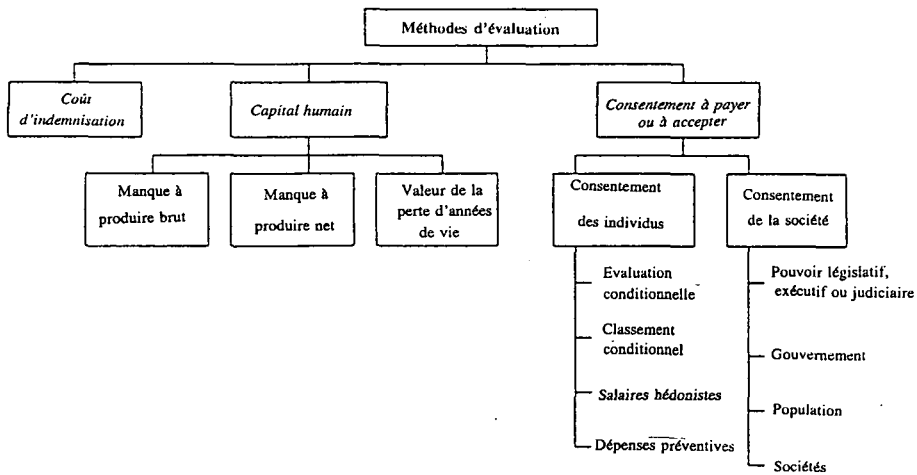 Méthodes d'évaluation
Coût
d'indemnisation
Capital humain
Consentement à payer
ou à accepter
Manque à
produire brut
Manque à
produire net
Valeur de la
perte d'années
de vie
Consentement
des individus
Consentement
de la société
Evaluation
conditionnelle
Classement
conditionnel
Salaires hédonistes
Dépenses préventives
Pouvoir législatif,
exécutif ou judiciaire
Gouvernement
Population
Sociétés